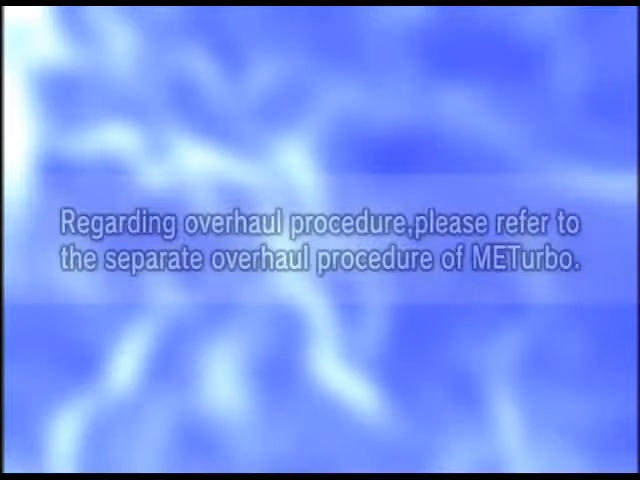 Regarding overhaul procedure,please refer to
the separate overhaul procedure of METurbo.